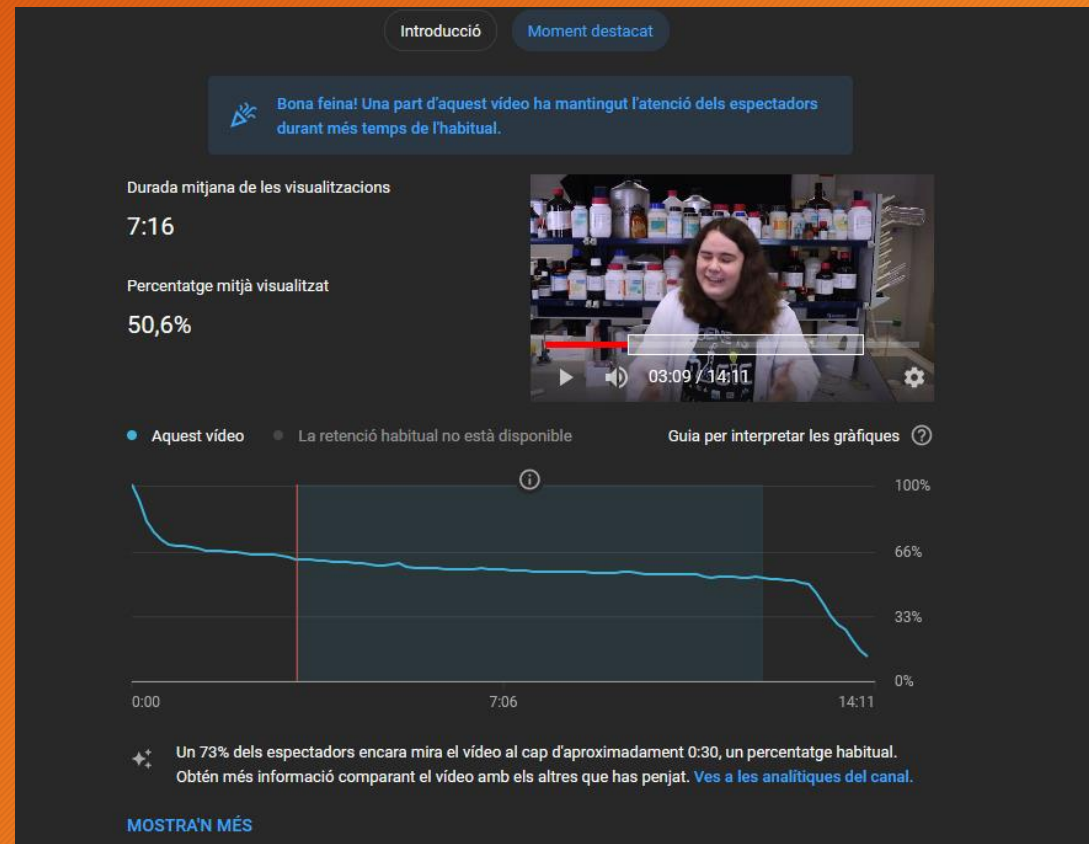 Introducció
Moment destacat
Bona feina! Una part d'aquest vídeo ha mantingut l'atenció dels espectadors
durant més temps de l'habitual.
Durada mitjana de les visualitzacions
7:16
Percentatge mitjà visualitzat
50,6%
03:09 / 14:11
Aquest vídeo
La retenció habitual no està disponible
Guia per interpretar les gràfiques
100%
66%
33%
0%
0:00
7:06
14:11
Un 73% dels espectadors encara mira el vídeo al cap d'aproximadament 0:30, un percentatge habitual.
Obtén més informació comparant el vídeo amb els altres que has penjat. Ves a les analítiques del canal.
MOSTRA'N MÉS